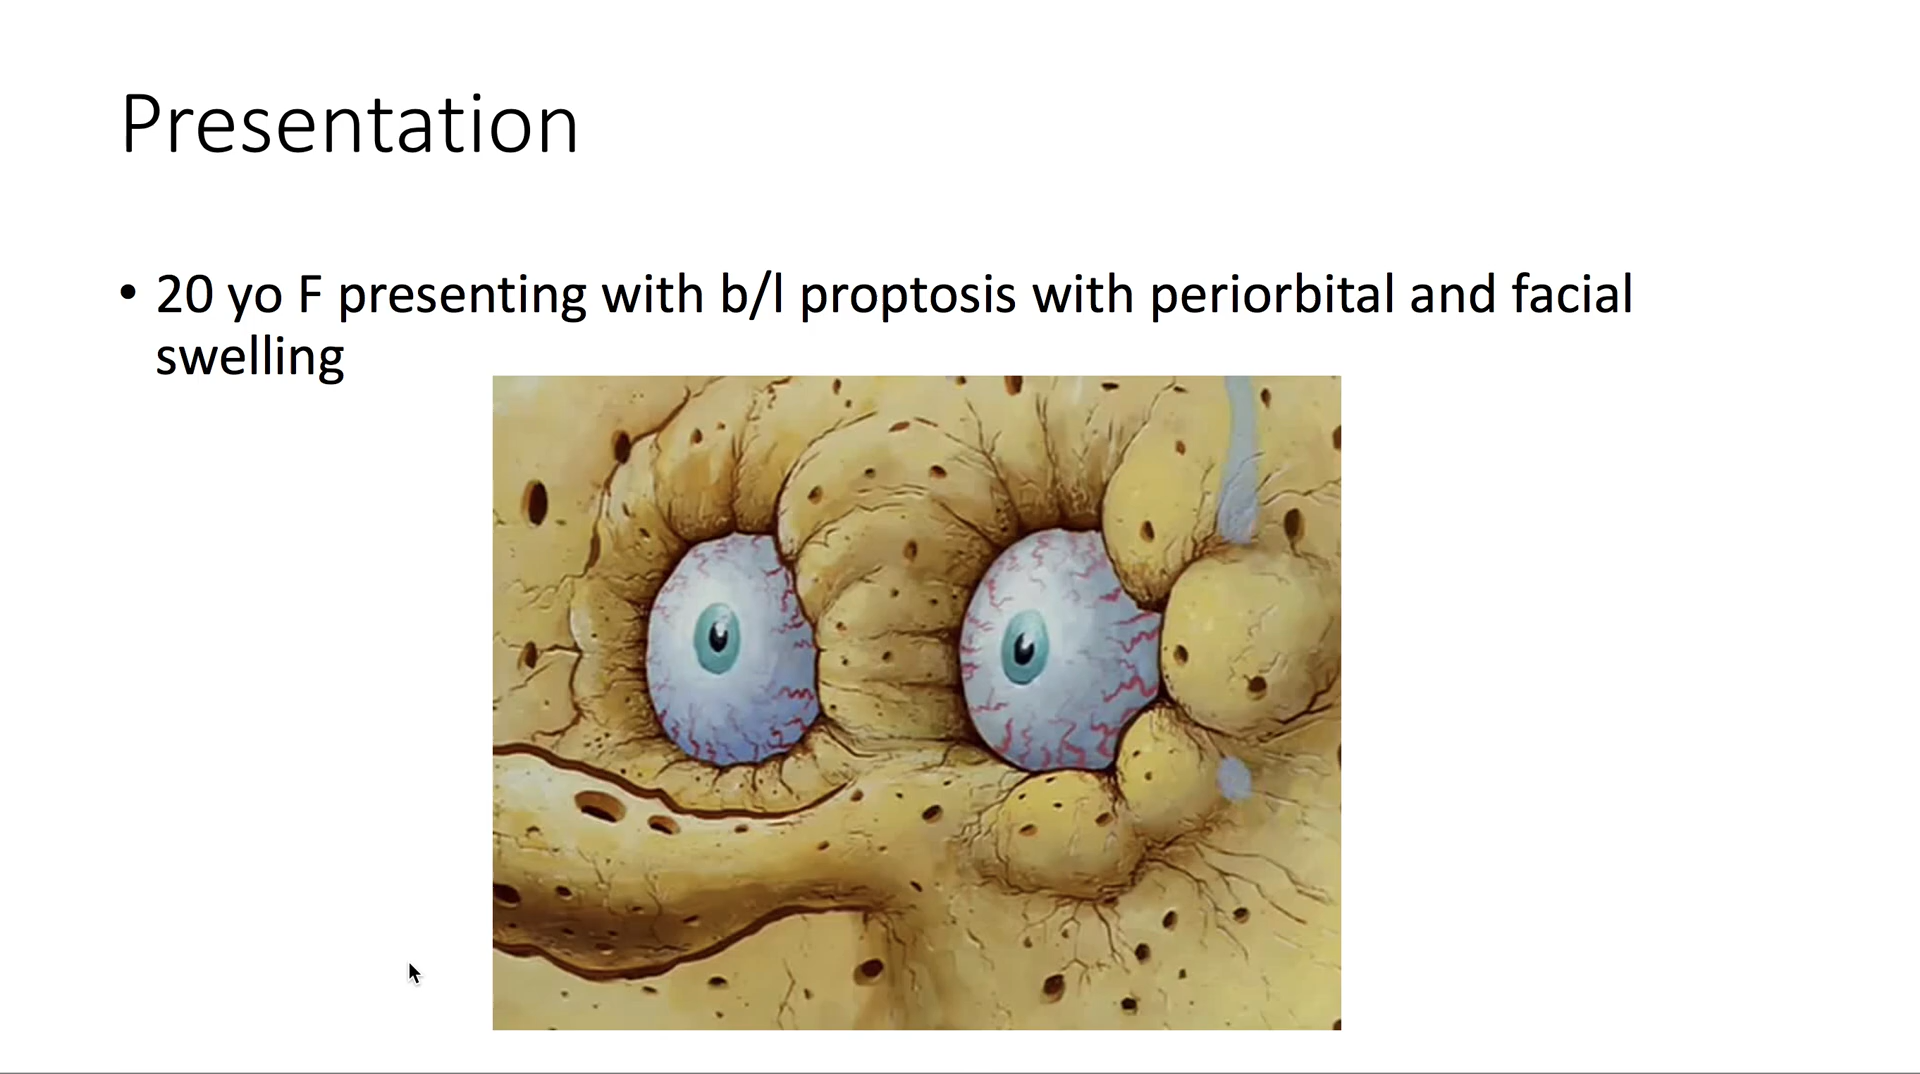 Presentation
• 20 yo F presenting with b/l proptosis with periorbital and facial
swelling